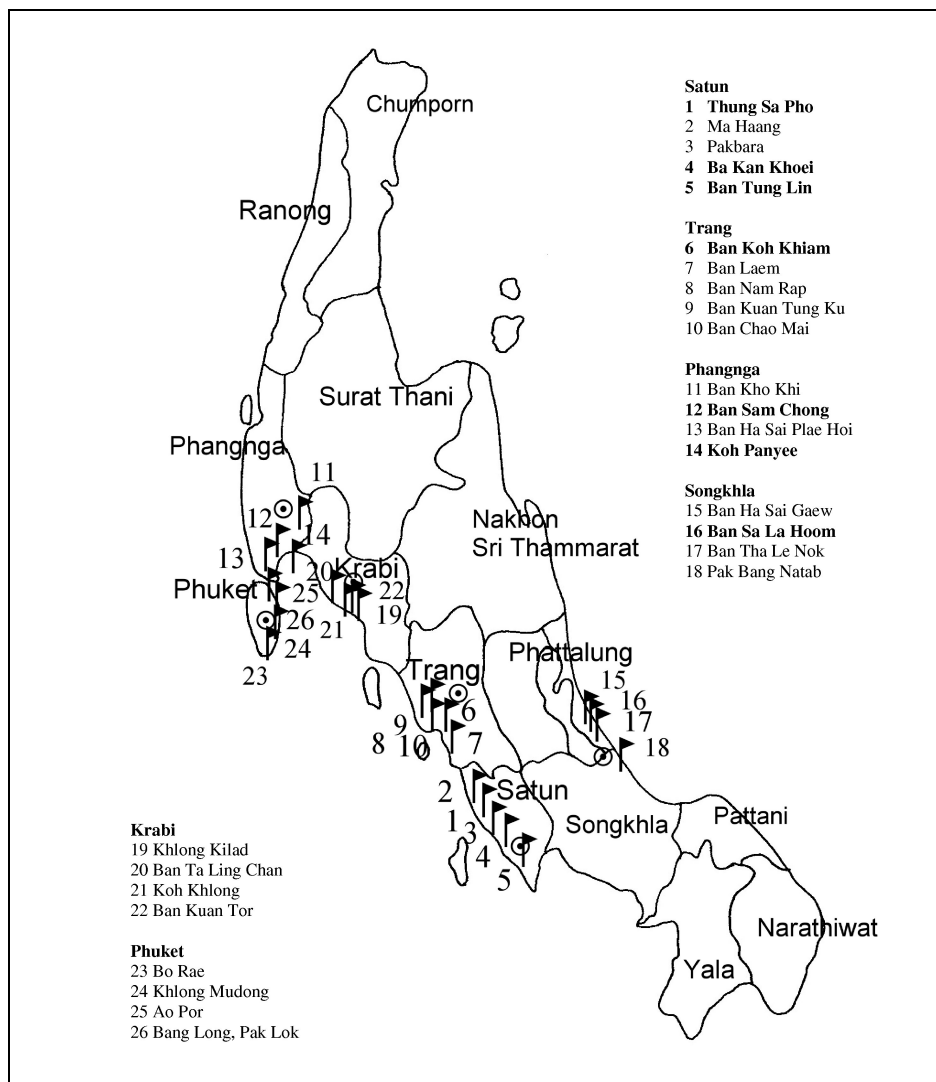 Chumporn
Ranong
Surat Thani
Phangnga
11
12
14
13
Nakhon
Sri Thammarat
20
Krabi
22
Phuket
25
19
26
21
24
23
Phattalung
Trang
15
6
16
9
17
8
10
7
18
2
Satun
1
3
Songkhla
Pattani
4
5
Narathiwat
Yala
Satun
1 Thung Sa Pho
2 Ma Haang
3 Pakbara
4 Ba Kan Khoei
5 Ban Tung Lin
Trang
6 Ban Koh Khiam
7 Ban Laem
8 Ban Nam Rap
9 Ban Kuan Tung Ku
10 Ban Chao Mai
Phangnga
11 Ban Kho Khi
12 Ban Sam Chong
13 Ban Ha Sai Plae Hoi
14 Koh Panyee
Songkhla
15 Ban Ha Sai Gaew
16 Ban Sa La Hoom
17 Ban Tha Le Nok
18 Pak Bang Natab
Krabi
19 Khlong Kilad
20 Ban Ta Ling Chan
21 Koh Khlong
22 Ban Kuan Tor
Phuket
23 Bo Rae
24 Khlong Mudong
25 Ao Por
26 Bang Long, Pak Lok